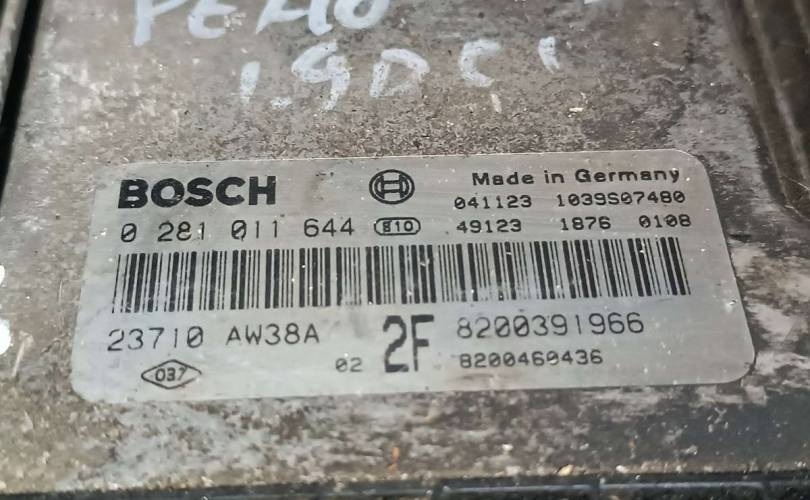 1.9DCI
BOSCH
Made in Germany
041123 1039S07480
0 281 011 644 810 49123 1876 0108
23710 AW38A 02 2F 8200391966
037 8200460436